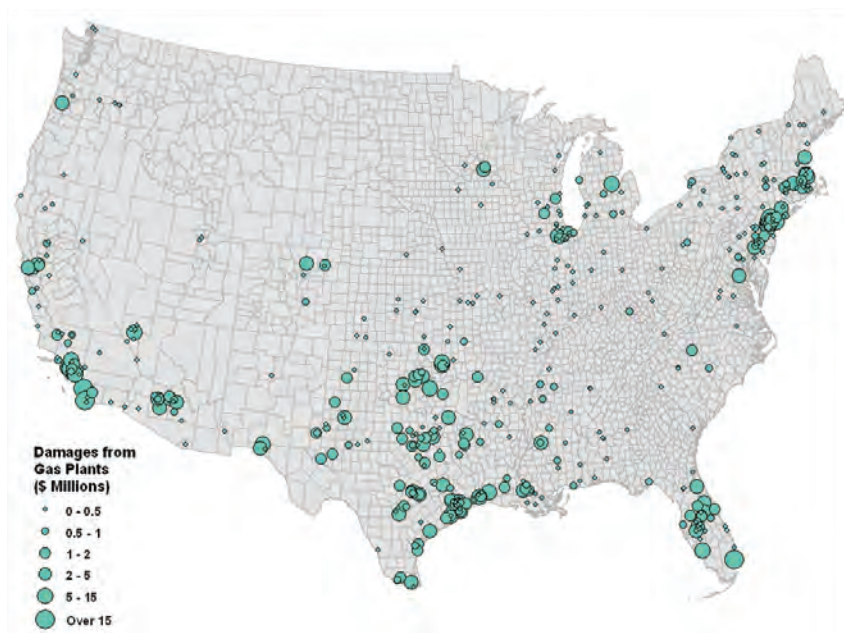 Damages from
Gas Plants
($ Millions)
0 - 0.5
0.5 - 1
1 - 2
2 - 5
5 - 15
Over 15